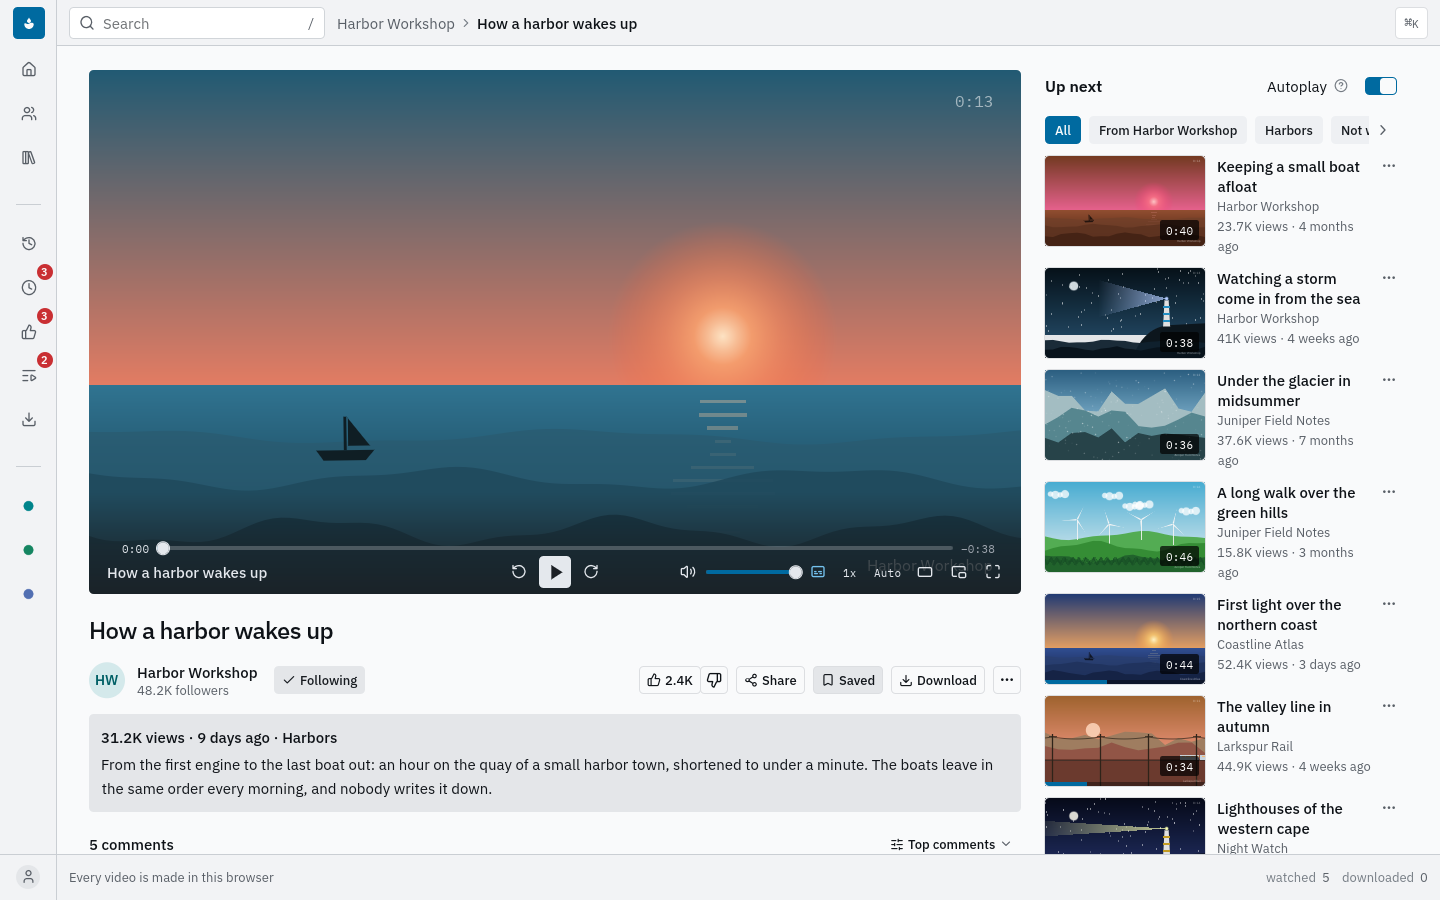 Search /
Harbor Workshop > How a harbor wakes up
⌘K
3
3
2
0:13
0:00
−0:38
How a harbor wakes up
1x Auto
Harbor Workshop
How a harbor wakes up
HW
Harbor Workshop
48.2K followers
Following
2.4K
Share
Saved
Download
31.2K views · 9 days ago · Harbors
From the first engine to the last boat out: an hour on the quay of a small harbor town, shortened to under a minute. The boats leave in
the same order every morning, and nobody writes it down.
5 comments
Top comments
Up next
Autoplay
All
From Harbor Workshop
Harbors
Not
0:40
Keeping a small boat
afloat
Harbor Workshop
23.7K views · 4 months
ago
0:38
Watching a storm
come in from the sea
Harbor Workshop
41K views · 4 weeks ago
0:36
Under the glacier in
midsummer
Juniper Field Notes
37.6K views · 7 months
ago
0:46
A long walk over the
green hills
Juniper Field Notes
15.8K views · 3 months
ago
0:44
First light over the
northern coast
Coastline Atlas
52.4K views · 3 days ago
0:34
The valley line in
autumn
Larkspur Rail
44.9K views · 4 weeks ago
Lighthouses of the
western cape
Night Watch
Every video is made in this browser
watched 5 downloaded 0